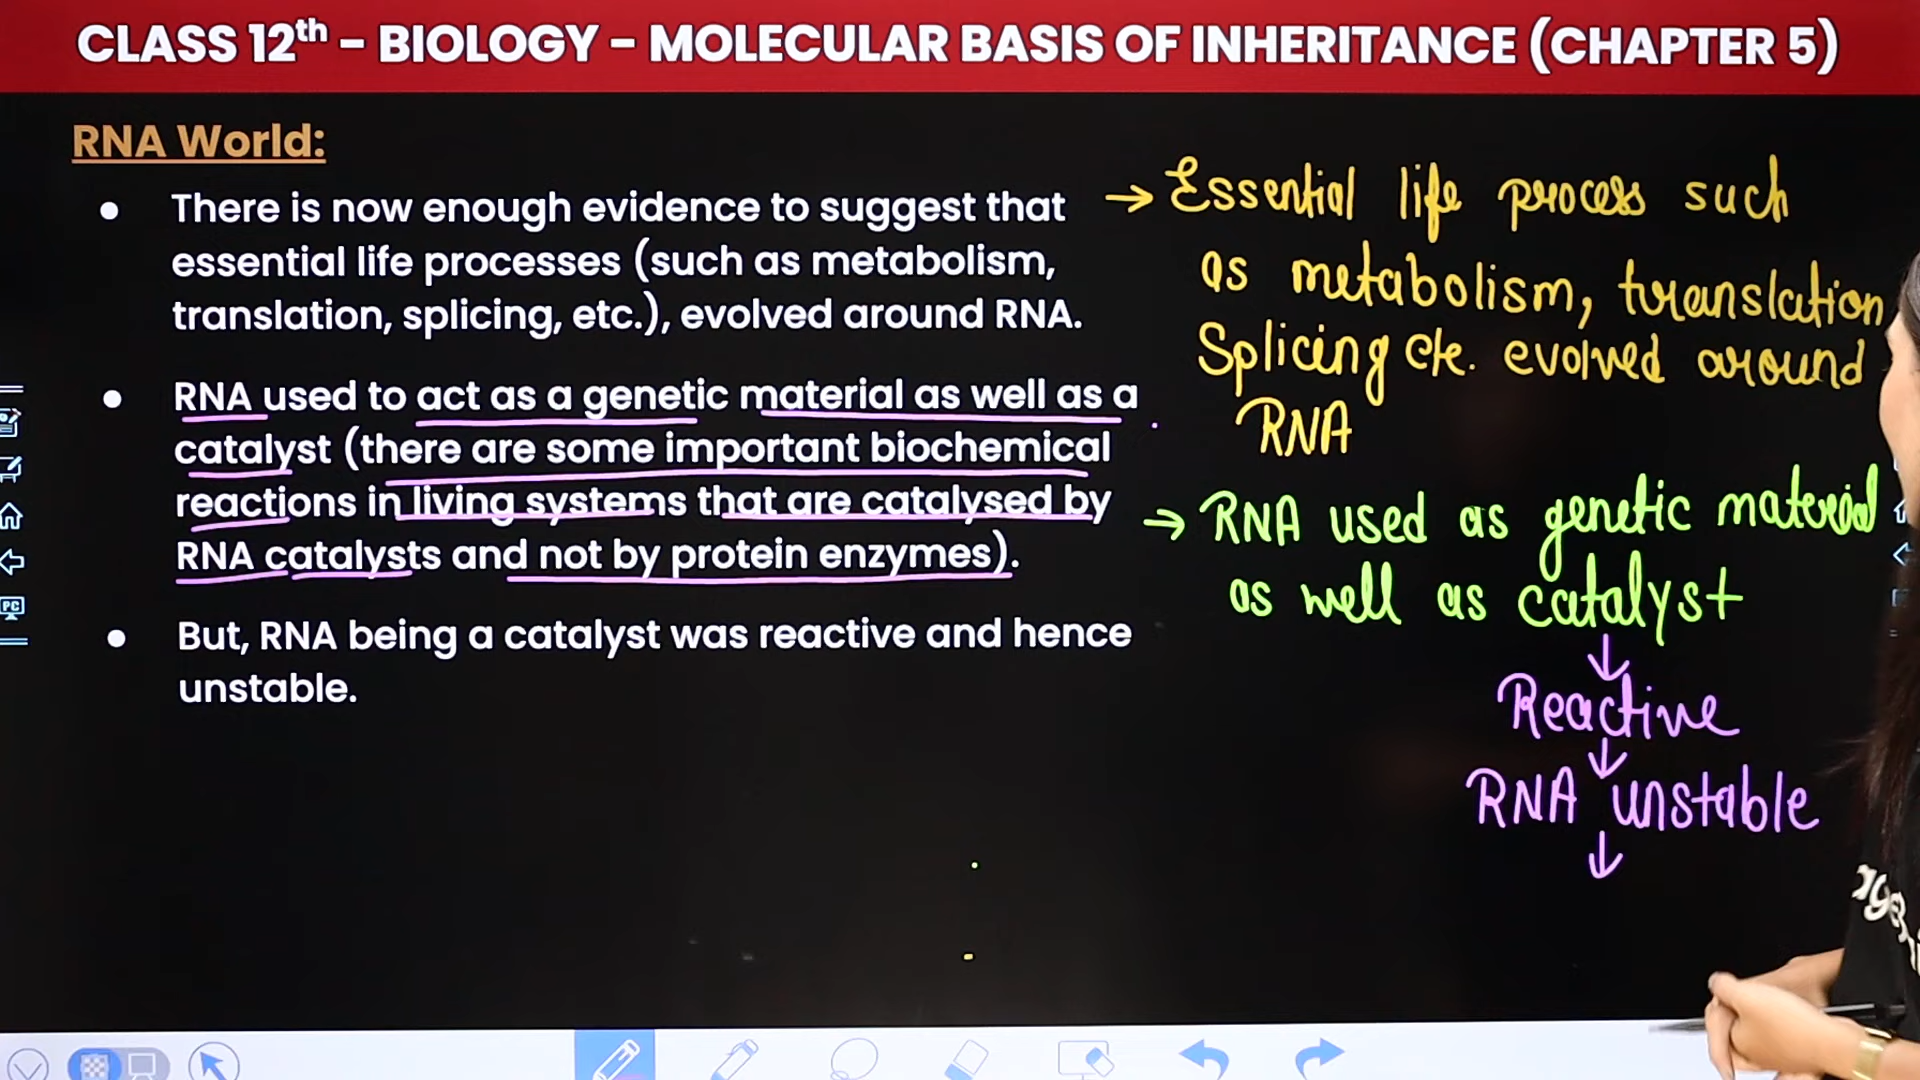 CLASS 12th – BIOLOGY – MOLECULAR BASIS OF INHERITANCE (CHAPTER 5)
RNA World:
● There is now enough evidence to suggest that
essential life processes (such as metabolism,
translation, splicing, etc.), evolved around RNA.
● RNA used to act as a genetic material as well as a
catalyst (there are some important biochemical
reactions in living systems that are catalysed by
RNA catalysts and not by protein enzymes).
● But, RNA being a catalyst was reactive and hence
unstable.
→ Essential life process such
as metabolism, translation
Splicing etc. evolved around
RNA
→ RNA used as genetic material
as well as catalyst
↓
Reactive
↓
RNA unstable
↓
PC